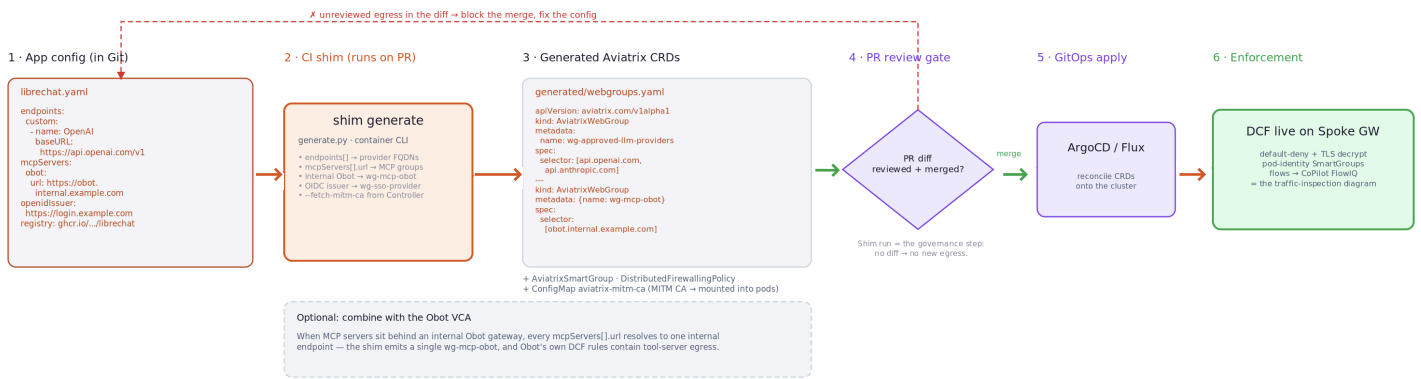 ✗ unreviewed egress in the diff → block the merge, fix the config
1 · App config (in Git)
librechat.yaml
endpoints:
custom:
- name: OpenAI
baseURL:
https://api.openai.com/v1
mcpServers:
obot:
url: https://obot.
internal.example.com
openidIssuer:
https://login.example.com
registry: ghcr.io/.../librechat
2 · CI shim (runs on PR)
shim generate
generate.py · container CLI
• endpoints[] → provider FQDNs
• mcpServers[].url → MCP groups
• internal Obot → wg-mcp-obot
• OIDC issuer → wg-sso-provider
• --fetch-mitm-ca from Controller
3 · Generated Aviatrix CRDs
generated/webgroups.yaml
apiVersion: aviatrix.com/v1alpha1
kind: AviatrixWebGroup
metadata:
name: wg-approved-llm-providers
spec:
selector: [api.openai.com,
api.anthropic.com]
---
kind: AviatrixWebGroup
metadata: {name: wg-mcp-obot}
spec:
selector:
[obot.internal.example.com]
+ AviatrixSmartGroup · DistributedFirewallingPolicy
+ ConfigMap aviatrix-mitm-ca (MITM CA → mounted into pods)
4 · PR review gate
PR diff
reviewed + merged?
Shim run = the governance step:
no diff → no new egress.
merge
5 · GitOps apply
ArgoCD / Flux
reconcile CRDs
onto the cluster
6 · Enforcement
DCF live on Spoke GW
default-deny + TLS decrypt
pod-identity SmartGroups
flows → CoPilot FlowIQ
= the traffic-inspection diagram
Optional: combine with the Obot VCA
When MCP servers sit behind an internal Obot gateway, every mcpServers[].url resolves to one internal
endpoint — the shim emits a single wg-mcp-obot, and Obot's own DCF rules contain tool-server egress.